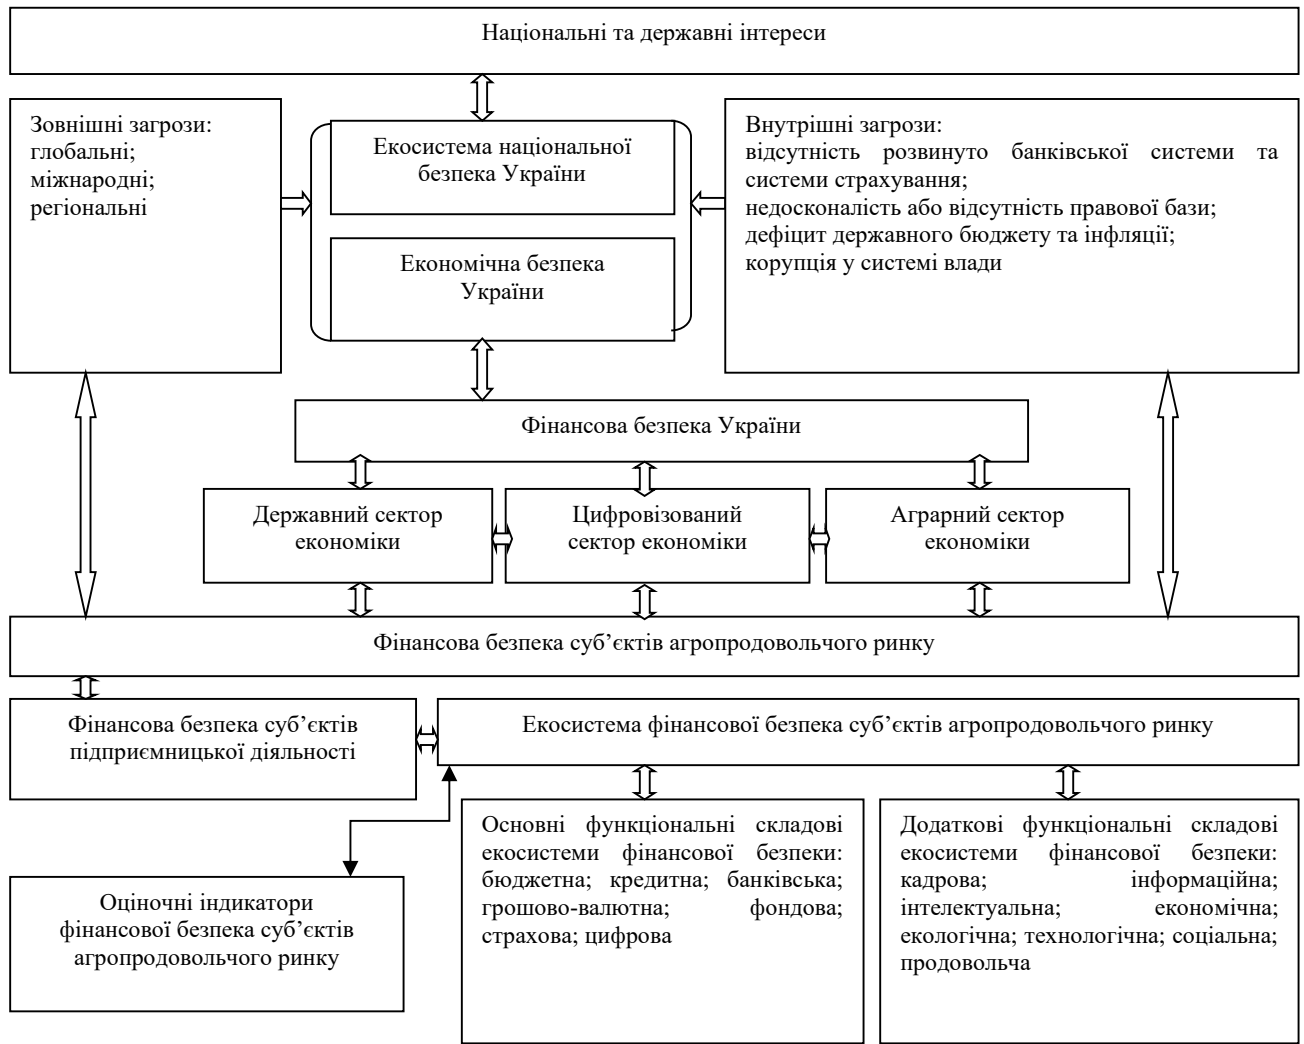 Національні та державні інтереси
Зовнішні загрози:
глобальні;
міжнародні;
регіональні
Екосистема національної
безпека України
Економічна безпека
України
Внутрішні загрози:
відсутність розвинуто банківської системи та
системи страхування;
недосконалість або відсутність правової бази;
дефіцит державного бюджету та інфляції;
корупція у системі влади
Фінансова безпека України
Державний сектор
економіки
Цифровізований
сектор економіки
Аграрний сектор
економіки
Фінансова безпека суб’єктів агропродовольчого ринку
Фінансова безпека суб’єктів
підприємницької діяльності
Екосистема фінансової безпека суб’єктів агропродовольчого ринку
Оціночні індикатори
фінансової безпека суб’єктів
агропродовольчого ринку
Основні функціональні складові
екосистеми фінансової безпеки:
бюджетна; кредитна; банківська;
грошово-валютна; фондова;
страхова; цифрова
Додаткові функціональні складові
екосистеми фінансової безпеки:
кадрова; інформаційна;
інтелектуальна; економічна;
екологічна; технологічна; соціальна;
продовольча